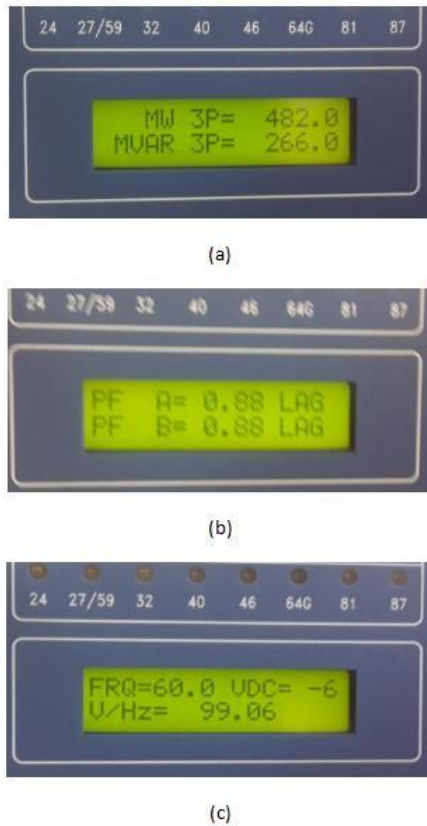 24 27/59 32 40 46 64G 81 87
MW 3P= 482.0
MVAR 3P= 266.0
(a)
24 27/59 32 40 46 64G 81 87
PF A= 0.88 LAG
PF B= 0.88 LAG
(b)
24 27/59 32 40 46 64G 81 87
FRQ=60.0 VDC= -6
V/Hz= 99.06
(c)